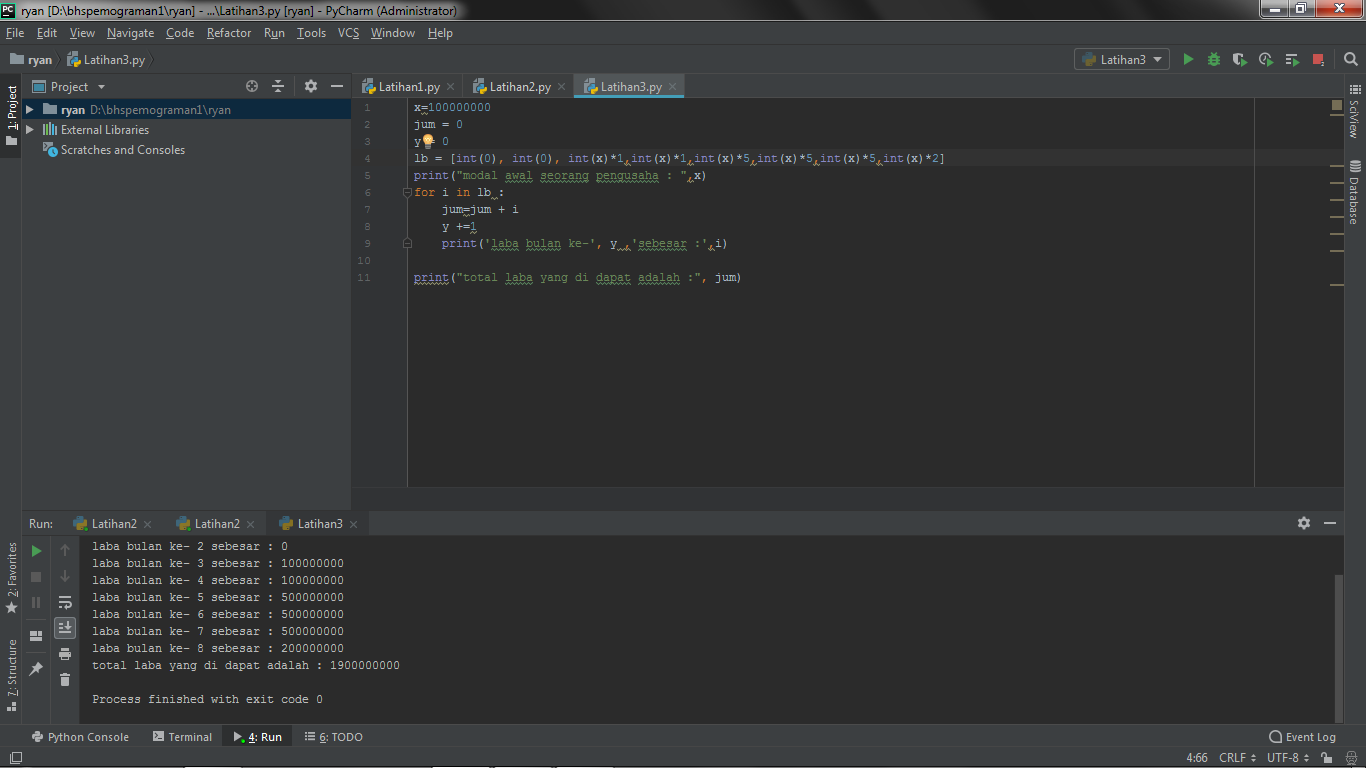 ryan [D:\bhspemograman1\ryan] - ...\Latihan3.py [ryan] - PyCharm (Administrator)
File Edit View Navigate Code Refactor Run Tools VCS Window Help
ryan Latihan3.py Latihan3
Project
Latihan1.py Latihan2.py Latihan3.py
1: Project
ryan D:\bhspemograman1\ryan
External Libraries
Scratches and Consoles
1 x=100000000
2 jum = 0
3 y = 0
4 lb = [int(0), int(0), int(x)*1,int(x)*1,int(x)*5,int(x)*5,int(x)*5,int(x)*2]
5 print("modal awal seorang pengusaha : ",x)
6 for i in lb :
7 jum=jum + i
8 y +=1
9 print('laba bulan ke-', y ,'sebesar :',i)
10
11 print("total laba yang di dapat adalah :", jum)
SciView
Database
Run: Latihan2 Latihan2 Latihan3
laba bulan ke- 2 sebesar : 0
laba bulan ke- 3 sebesar : 100000000
laba bulan ke- 4 sebesar : 100000000
laba bulan ke- 5 sebesar : 500000000
laba bulan ke- 6 sebesar : 500000000
laba bulan ke- 7 sebesar : 500000000
laba bulan ke- 8 sebesar : 200000000
total laba yang di dapat adalah : 1900000000
Process finished with exit code 0
2: Favorites
7: Structure
Python Console Terminal 4: Run 6: TODO Event Log
4:66 CRLF UTF-8